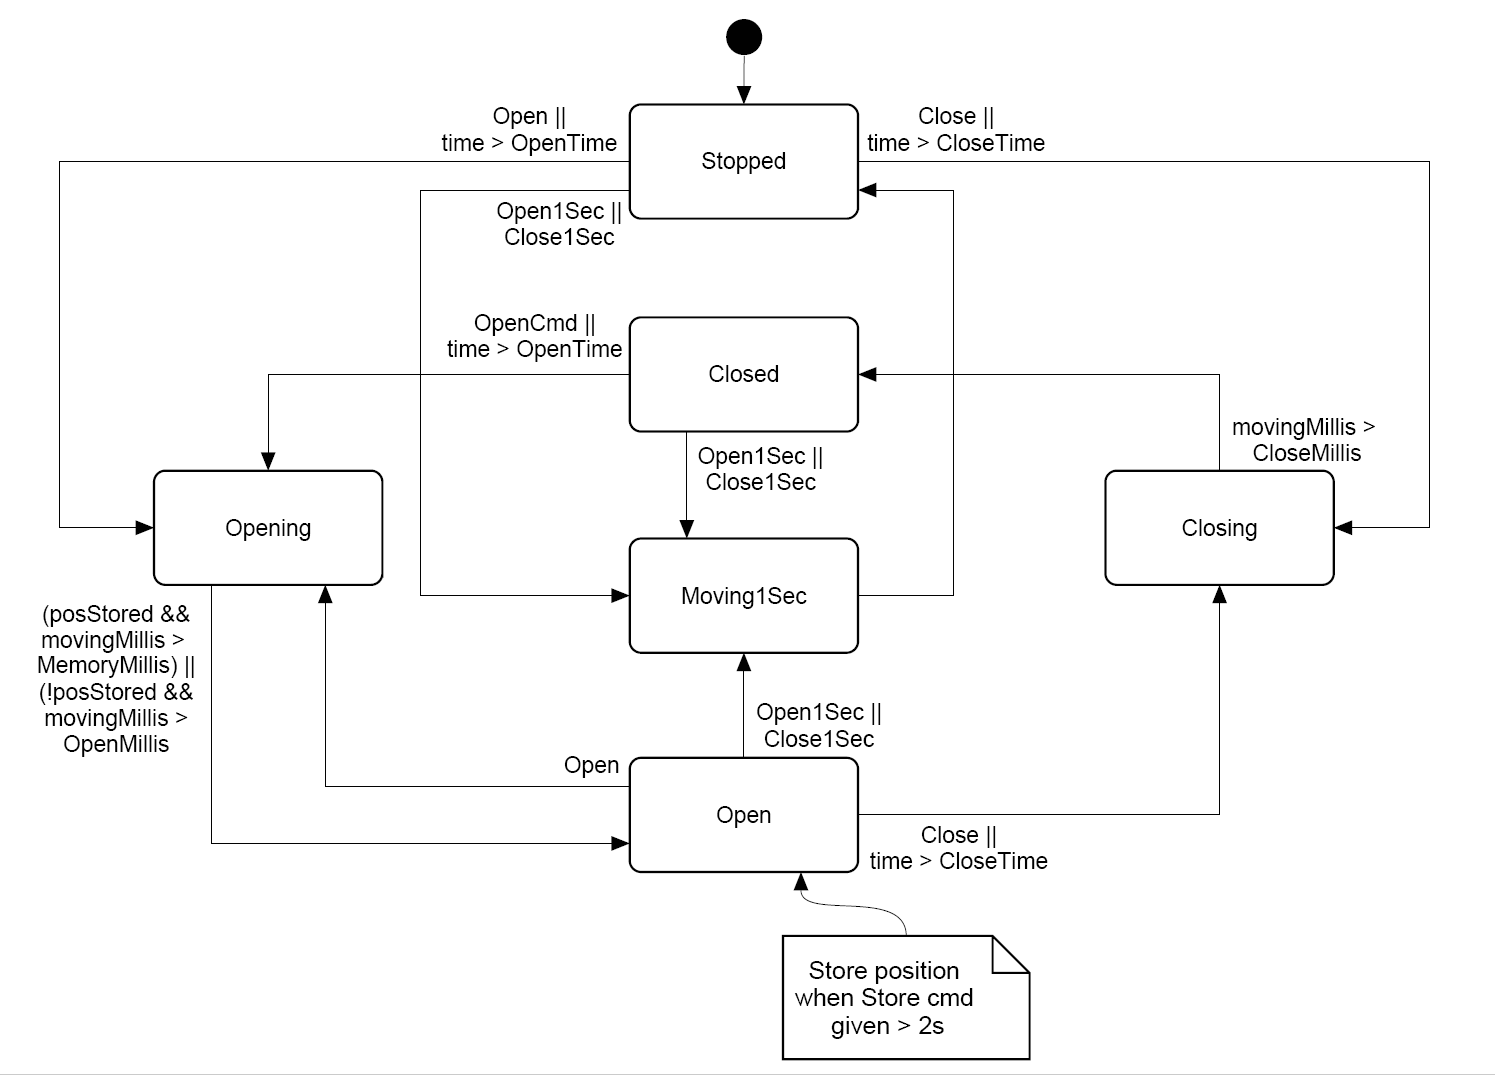 Open ||
time > OpenTime
Close ||
time > CloseTime
Stopped
Open1Sec ||
Close1Sec
OpenCmd ||
time > OpenTime
Closed
movingMillis >
CloseMillis
Open1Sec ||
Close1Sec
Opening
Closing
Moving1Sec
(posStored &&
movingMillis >
MemoryMillis) ||
(!posStored &&
movingMillis >
OpenMillis
Open1Sec ||
Close1Sec
Open
Open
Close ||
time > CloseTime
Store position
when Store cmd
given > 2s